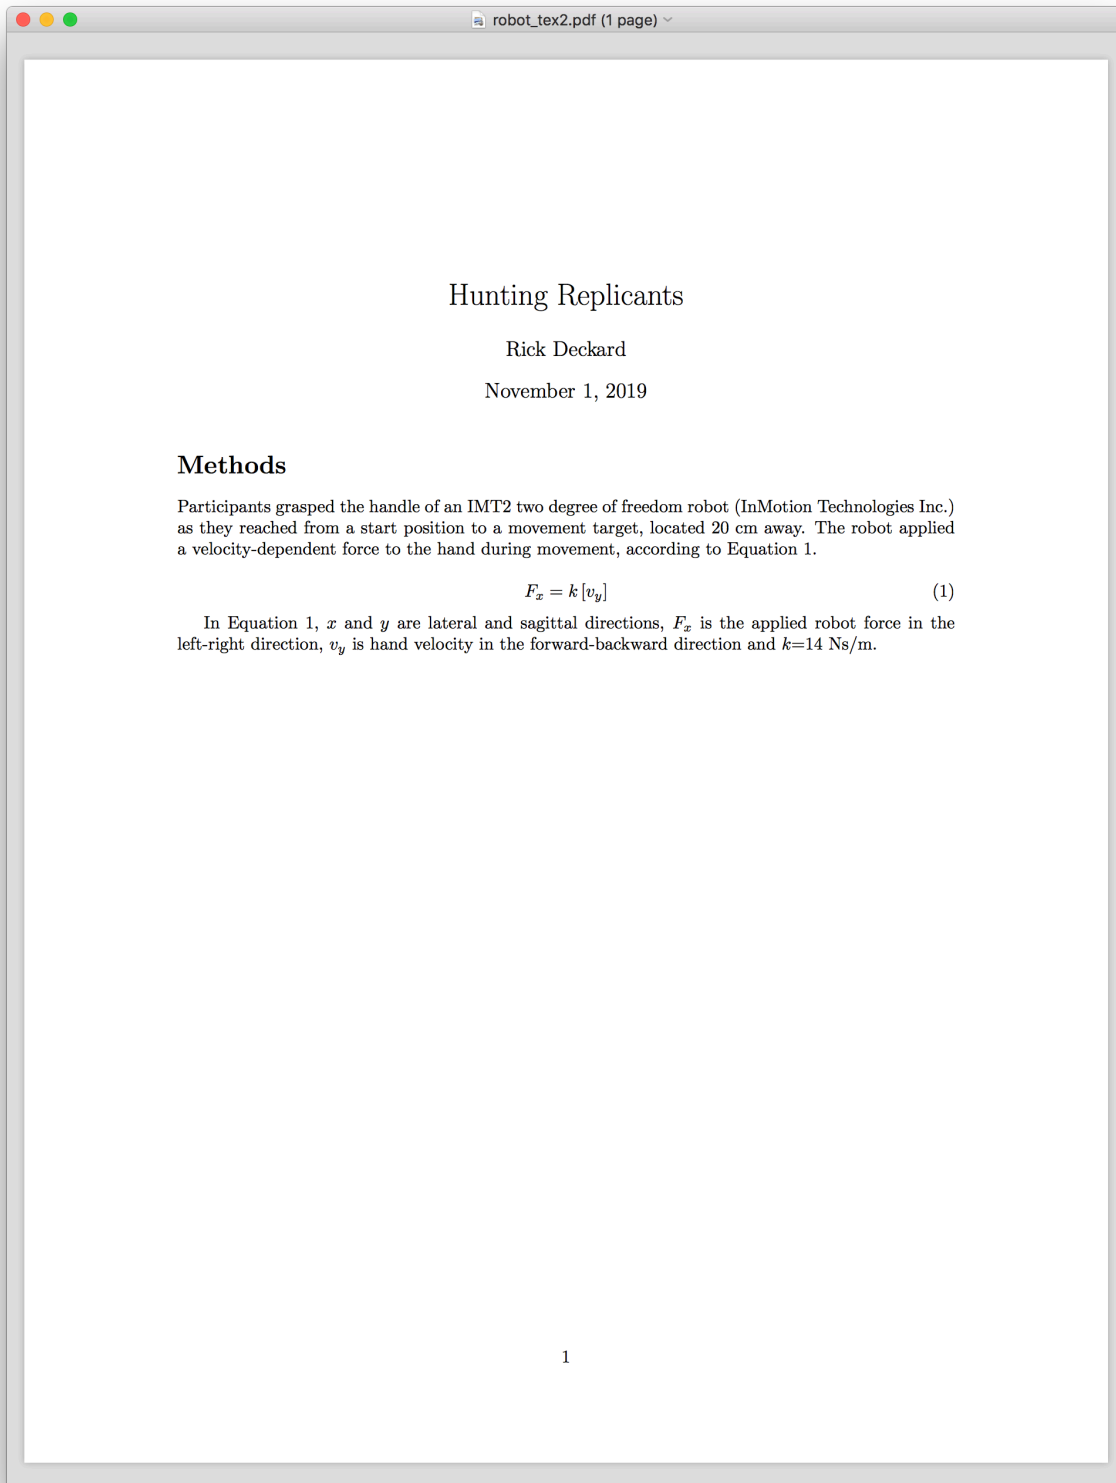 robot_tex2.pdf (1 page)
Hunting Replicants
Rick Deckard
November 1, 2019
Methods
Participants grasped the handle of an IMT2 two degree of freedom robot (InMotion Technologies Inc.)
as they reached from a start position to a movement target, located 20 cm away. The robot applied
a velocity-dependent force to the hand during movement, according to Equation 1.
F_x = k [v_y] (1)
In Equation 1, x and y are lateral and sagittal directions, F_x is the applied robot force in the
left-right direction, v_y is hand velocity in the forward-backward direction and k=14 Ns/m.
1